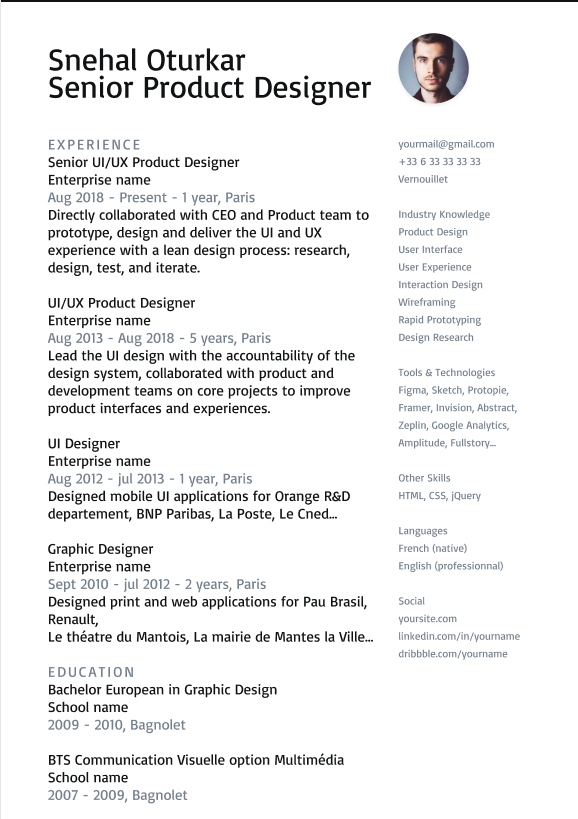 Snehal Oturkar
Senior Product Designer
EXPERIENCE
Senior UI/UX Product Designer
Enterprise name
Aug 2018 - Present - 1 year, Paris
Directly collaborated with CEO and Product team to
prototype, design and deliver the UI and UX
experience with a lean design process: research,
design, test, and iterate.
UI/UX Product Designer
Enterprise name
Aug 2013 - Aug 2018 - 5 years, Paris
Lead the UI design with the accountability of the
design system, collaborated with product and
development teams on core projects to improve
product interfaces and experiences.
UI Designer
Enterprise name
Aug 2012 - jul 2013 - 1 year, Paris
Designed mobile UI applications for Orange R&D
departement, BNP Paribas, La Poste, Le Cned...
Graphic Designer
Enterprise name
Sept 2010 - jul 2012 - 2 years, Paris
Designed print and web applications for Pau Brasil,
Renault,
Le théatre du Mantois, La mairie de Mantes la Ville...
EDUCATION
Bachelor European in Graphic Design
School name
2009 - 2010, Bagnolet
BTS Communication Visuelle option Multimédia
School name
2007 - 2009, Bagnolet
yourmail@gmail.com
+33 6 33 33 33 33
Vernouillet
Industry Knowledge
Product Design
User Interface
User Experience
Interaction Design
Wireframing
Rapid Prototyping
Design Research
Tools & Technologies
Figma, Sketch, Protopie,
Framer, Invision, Abstract,
Zeplin, Google Analytics,
Amplitude, Fullstory...
Other Skills
HTML, CSS, jQuery
Languages
French (native)
English (professionnal)
Social
yoursite.com
linkedin.com/in/yourname
dribbble.com/yourname